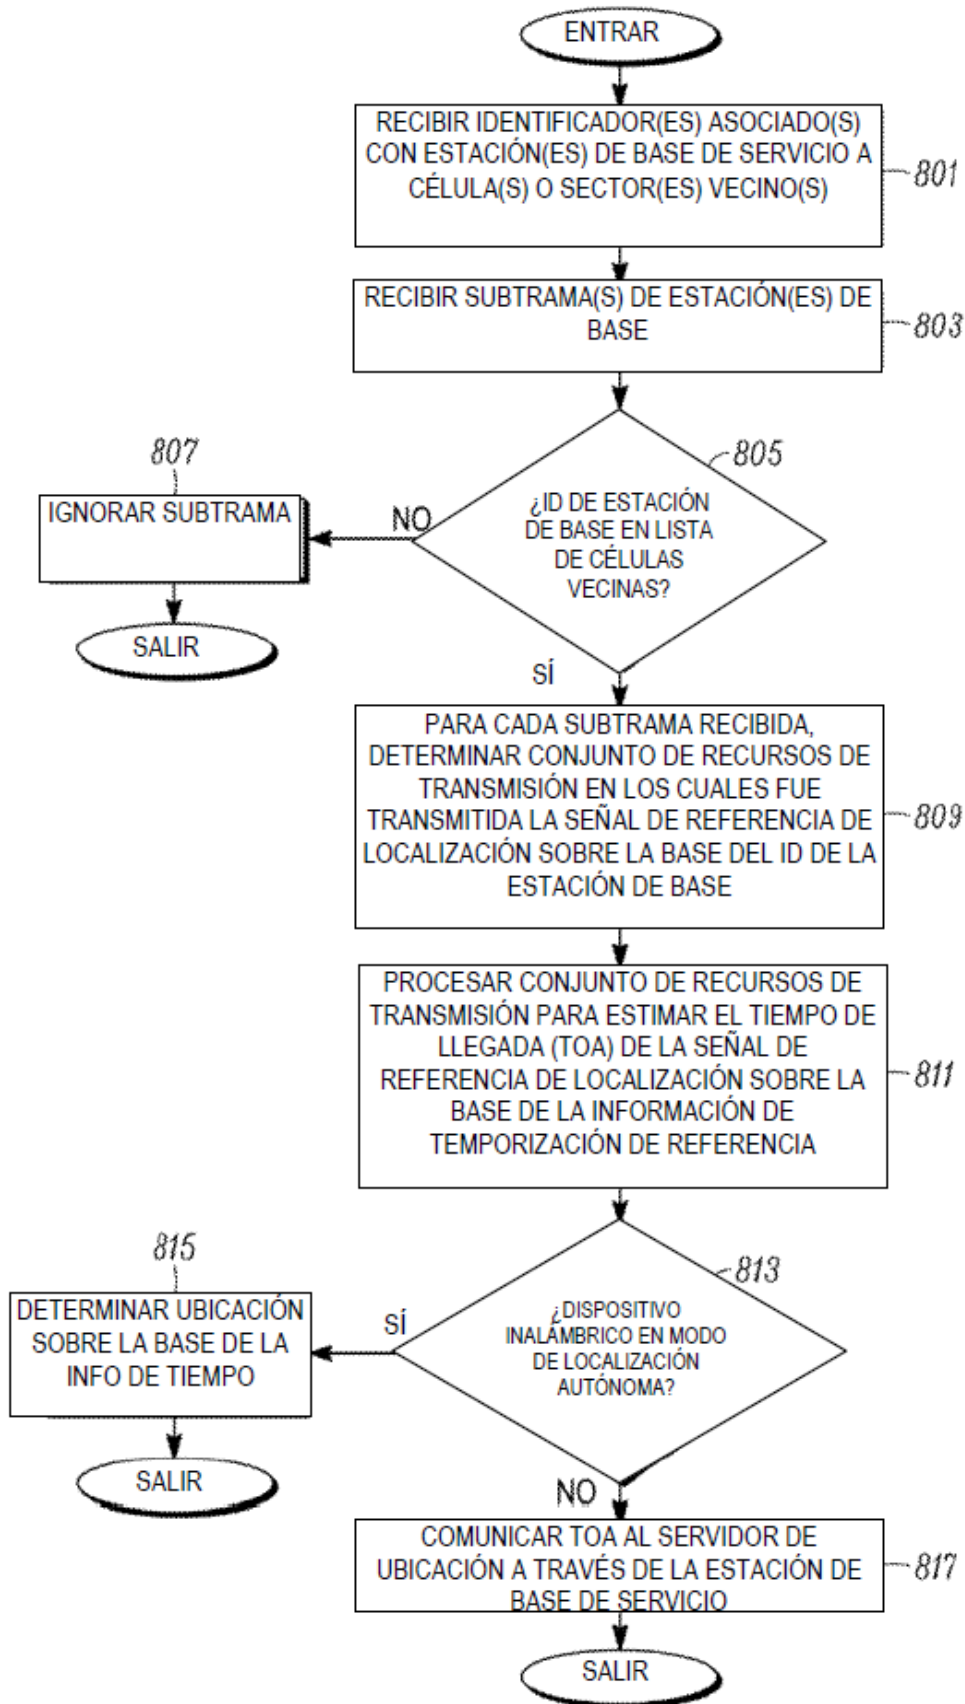 ENTRAR
RECIBIR IDENTIFICADOR(ES) ASOCIADO(S)
CON ESTACIÓN(ES) DE BASE DE SERVICIO A
CÉLULA(S) O SECTOR(ES) VECINO(S)
801
RECIBIR SUBTRAMA(S) DE ESTACIÓN(ES) DE
BASE
803
¿ID DE ESTACIÓN
DE BASE EN LISTA
DE CÉLULAS
VECINAS?
805
NO
807
IGNORAR SUBTRAMA
SALIR
SÍ
PARA CADA SUBTRAMA RECIBIDA,
DETERMINAR CONJUNTO DE RECURSOS DE
TRANSMISIÓN EN LOS CUALES FUE
TRANSMITIDA LA SEÑAL DE REFERENCIA DE
LOCALIZACIÓN SOBRE LA BASE DEL ID DE LA
ESTACIÓN DE BASE
809
PROCESAR CONJUNTO DE RECURSOS DE
TRANSMISIÓN PARA ESTIMAR EL TIEMPO DE
LLEGADA (TOA) DE LA SEÑAL DE
REFERENCIA DE LOCALIZACIÓN SOBRE LA
BASE DE LA INFORMACIÓN DE
TEMPORIZACIÓN DE REFERENCIA
811
¿DISPOSITIVO
INALÁMBRICO EN MODO
DE LOCALIZACIÓN
AUTÓNOMA?
813
SÍ
815
DETERMINAR UBICACIÓN
SOBRE LA BASE DE LA
INFO DE TIEMPO
SALIR
NO
COMUNICAR TOA AL SERVIDOR DE
UBICACIÓN A TRAVÉS DE LA ESTACIÓN DE
BASE DE SERVICIO
817
SALIR